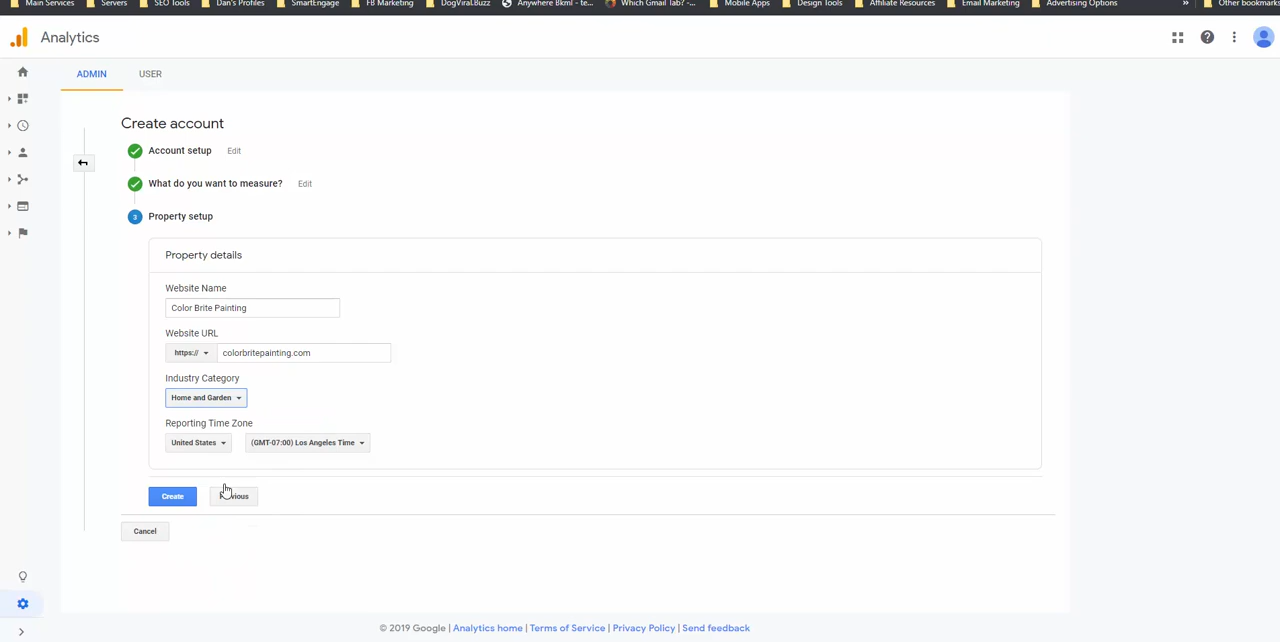 Main Services Servers SEO Tools Dan's Profiles SmartEngage FB Marketing DogViral.Buzz Anywhere Bkml - te... Which Gmail Tab? -... Mobile Apps Design Tools Affiliate Resources Email Marketing Advertising Options » Other bookmarks
Analytics
ADMIN USER
Create account
Account setup Edit
What do you want to measure? Edit
3 Property setup
Property details
Website Name
Color Brite Painting
Website URL
https:// colorbritepainting.com
Industry Category
Home and Garden
Reporting Time Zone
United States (GMT-07:00) Los Angeles Time
Create Previous
Cancel
© 2019 Google | Analytics home | Terms of Service | Privacy Policy | Send feedback